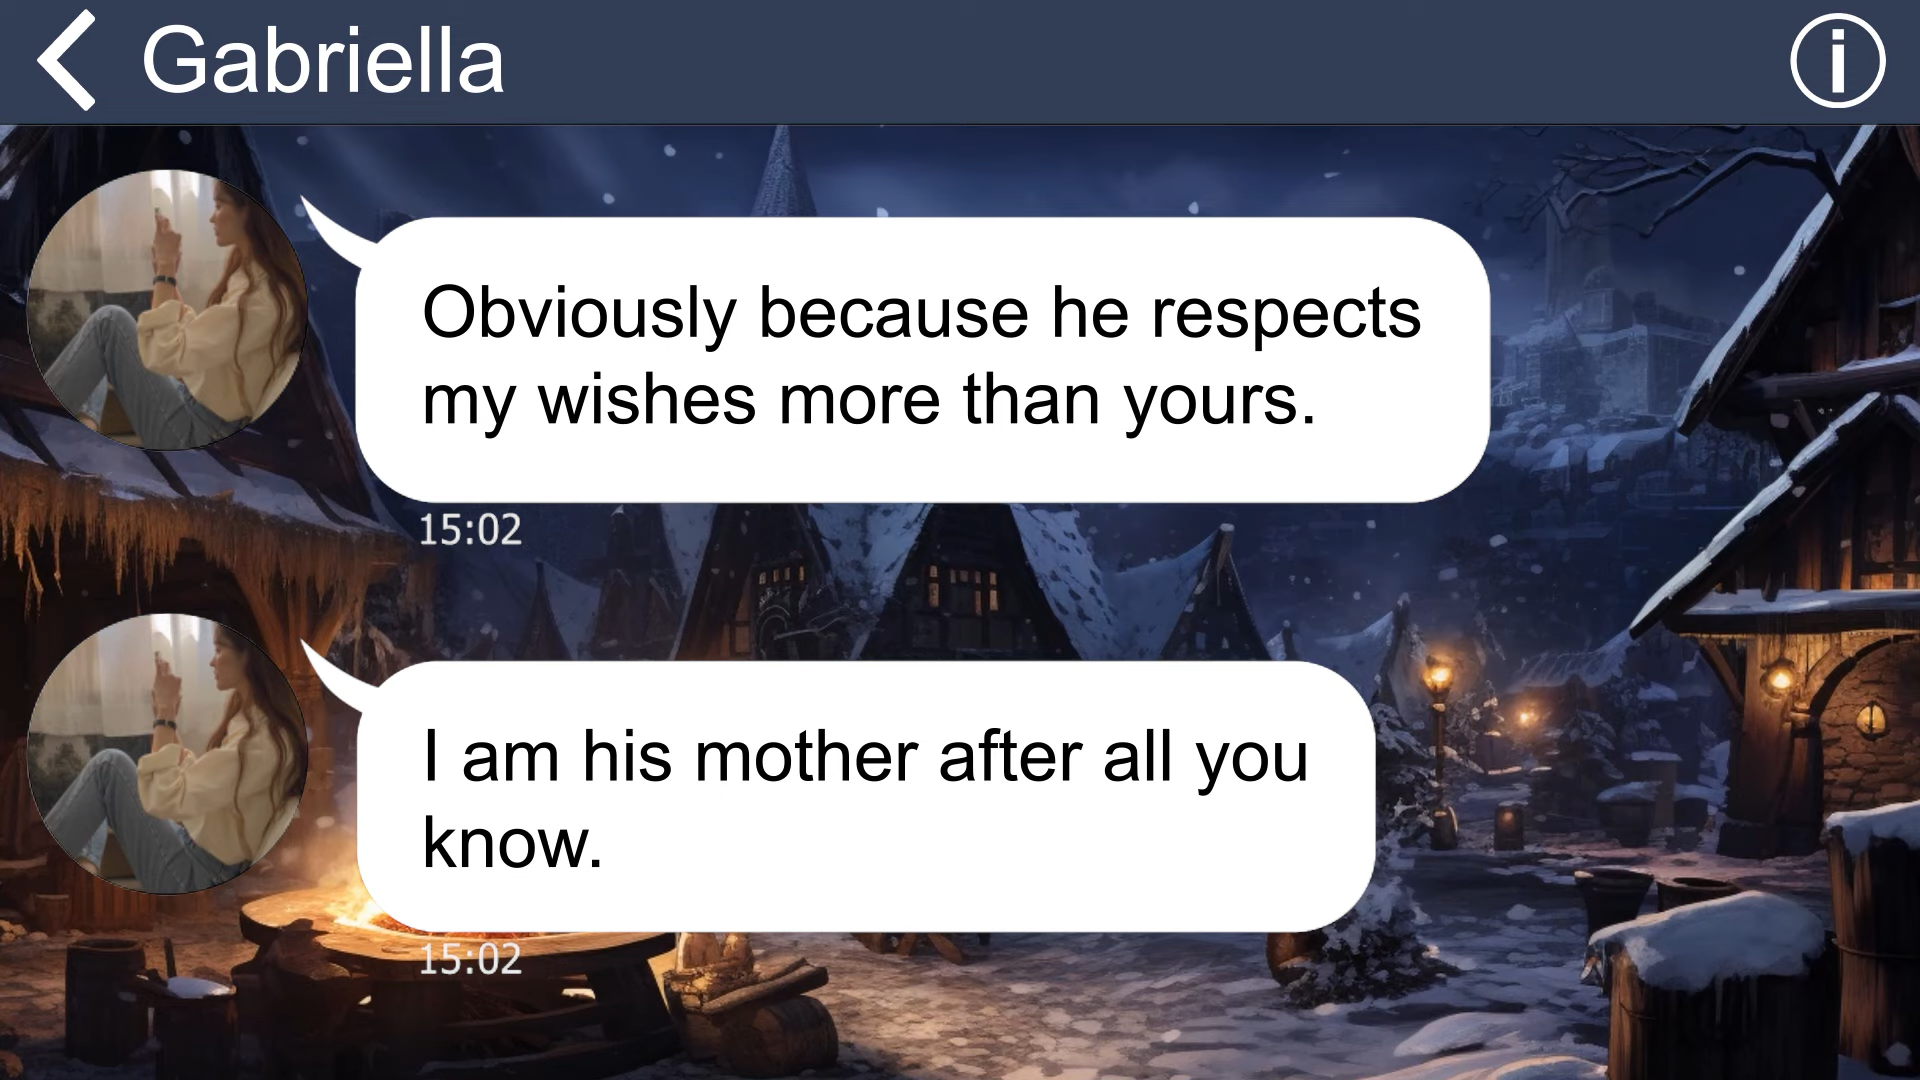 Gabriella
Obviously because he respects
my wishes more than yours.
15:02
I am his mother after all you
know.
15:02